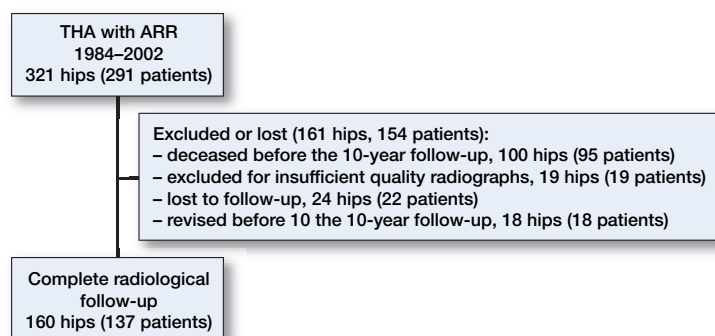 THA with ARR
1984–2002
321 hips (291 patients)
Excluded or lost (161 hips, 154 patients):
– deceased before the 10-year follow-up, 100 hips (95 patients)
– excluded for insufficient quality radiographs, 19 hips (19 patients)
– lost to follow-up, 24 hips (22 patients)
– revised before 10 the 10-year follow-up, 18 hips (18 patients)
Complete radiological
follow-up
160 hips (137 patients)